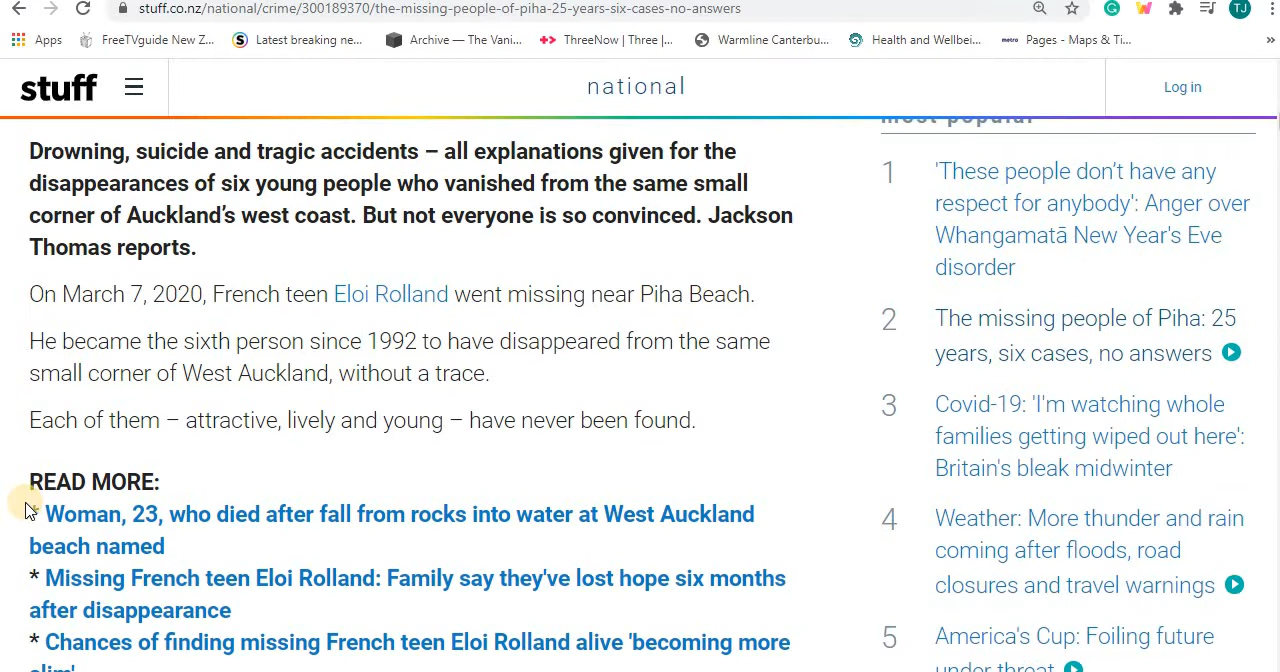 stuff.co.nz/national/crime/300189370/the-missing-people-of-piha-25-years-six-cases-no-answers
TJ
Apps
FreeTVguide New Z...
S
Latest breaking ne...
Archive — The Vani...
ThreeNow | Three |...
Warmline Canterbu...
Health and Wellbei...
metro
Pages - Maps & Ti...
»
stuff
national
Log in
Drowning, suicide and tragic accidents – all explanations given for the
disappearances of six young people who vanished from the same small
corner of Auckland's west coast. But not everyone is so convinced. Jackson
Thomas reports.
On March 7, 2020, French teen Eloi Rolland went missing near Piha Beach.
He became the sixth person since 1992 to have disappeared from the same
small corner of West Auckland, without a trace.
Each of them – attractive, lively and young – have never been found.
READ MORE:
* Woman, 23, who died after fall from rocks into water at West Auckland
beach named
* Missing French teen Eloi Rolland: Family say they've lost hope six months
after disappearance
* Chances of finding missing French teen Eloi Rolland alive 'becoming more
slim'
most popular
1
'These people don't have any
respect for anybody': Anger over
Whangamatā New Year's Eve
disorder
2
The missing people of Piha: 25
years, six cases, no answers
3
Covid-19: 'I'm watching whole
families getting wiped out here':
Britain's bleak midwinter
4
Weather: More thunder and rain
coming after floods, road
closures and travel warnings
5
America's Cup: Foiling future
under threat